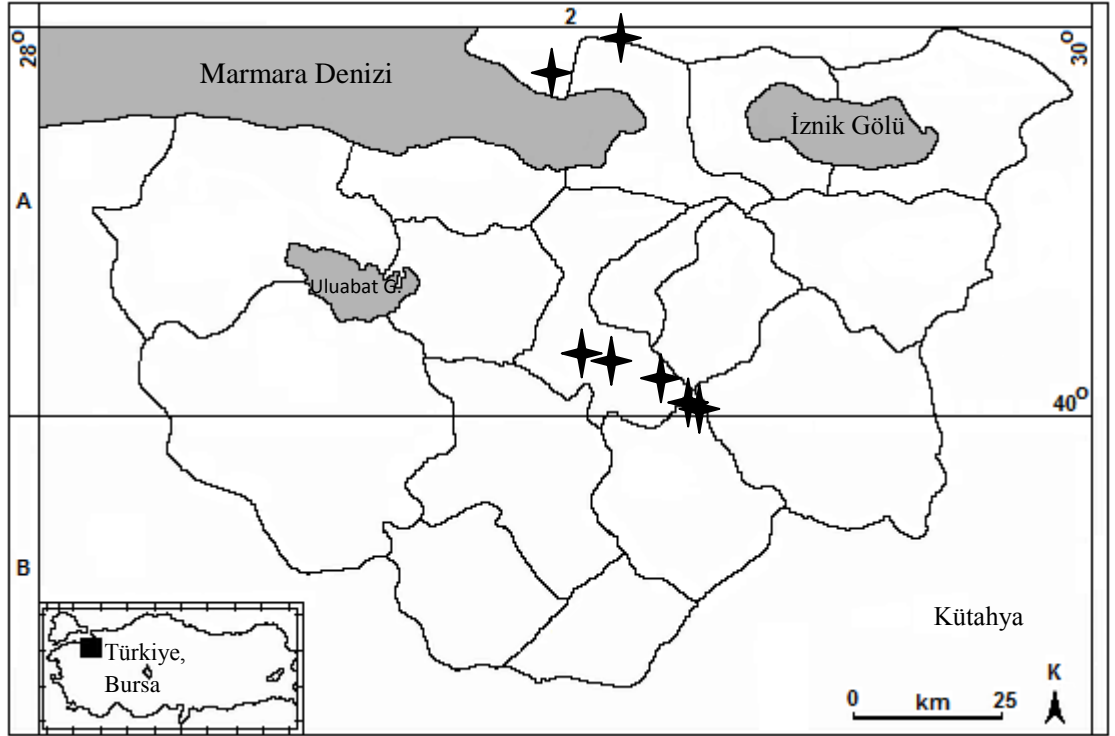 2
28°
30°
Marmara Denizi
İznik Gölü
A
Uluabat G.
40°
B
Kütahya
Türkiye,
Bursa
K
0 km 25